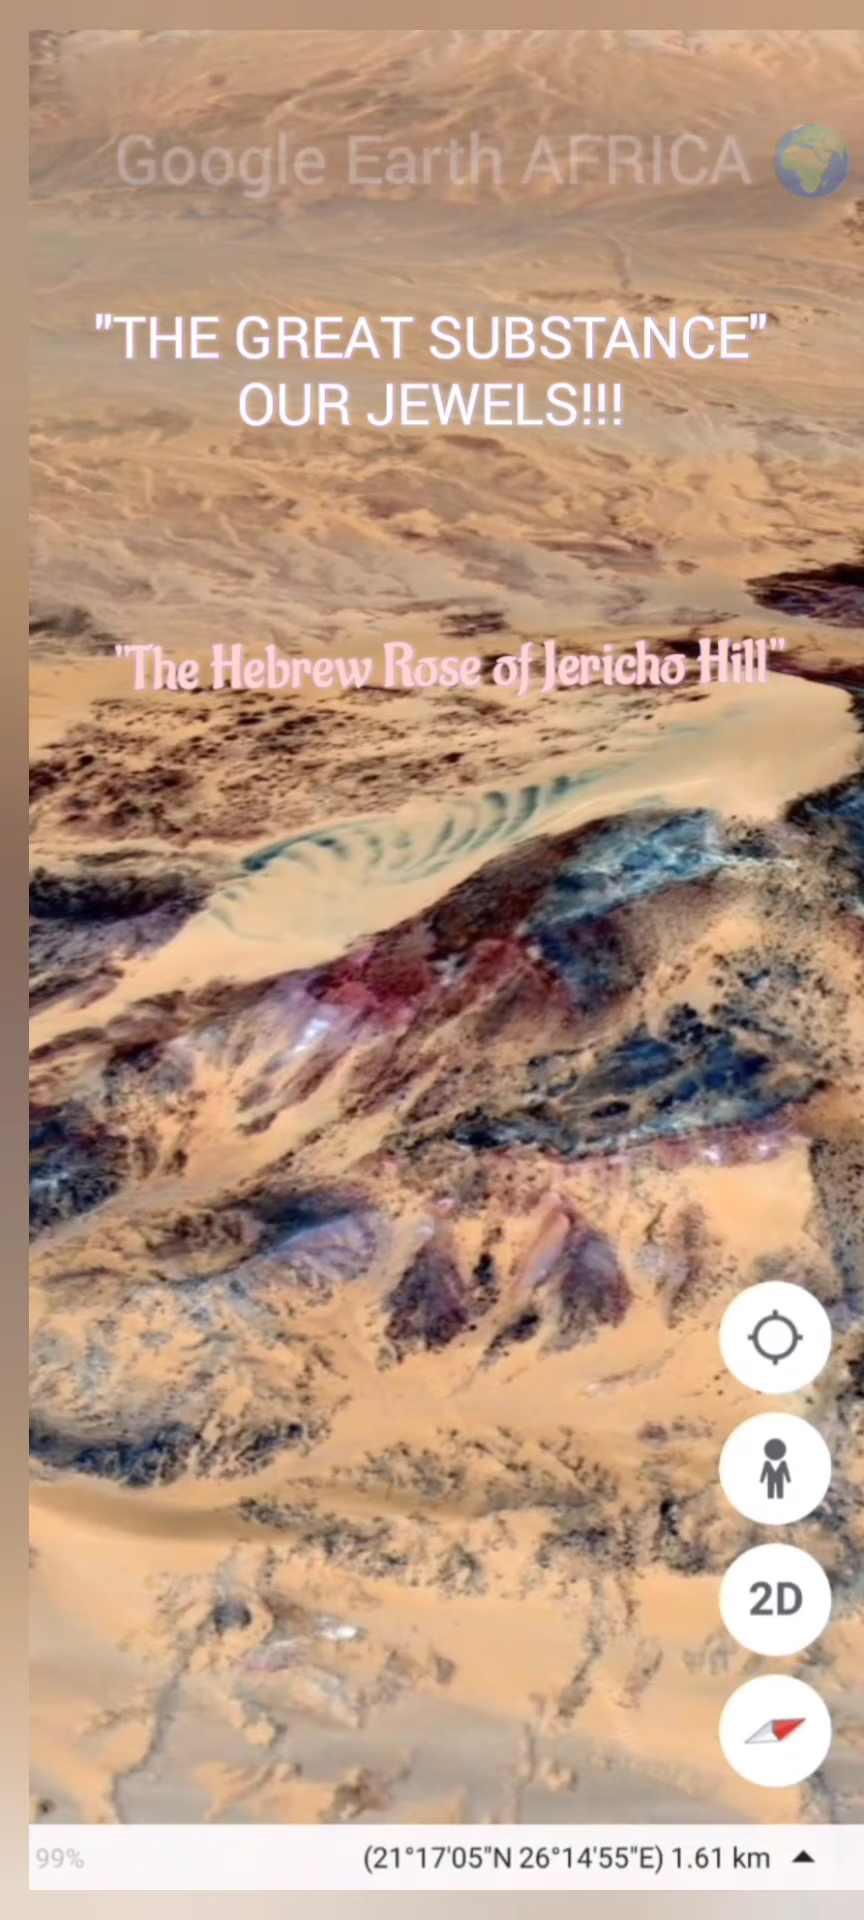 Google Earth AFRICA 🌍
"THE GREAT SUBSTANCE"
OUR JEWELS!!!
"The Hebrew Rose of Jericho Hill"
2D
99%
(21°17'05"N 26°14'55"E) 1.61 km